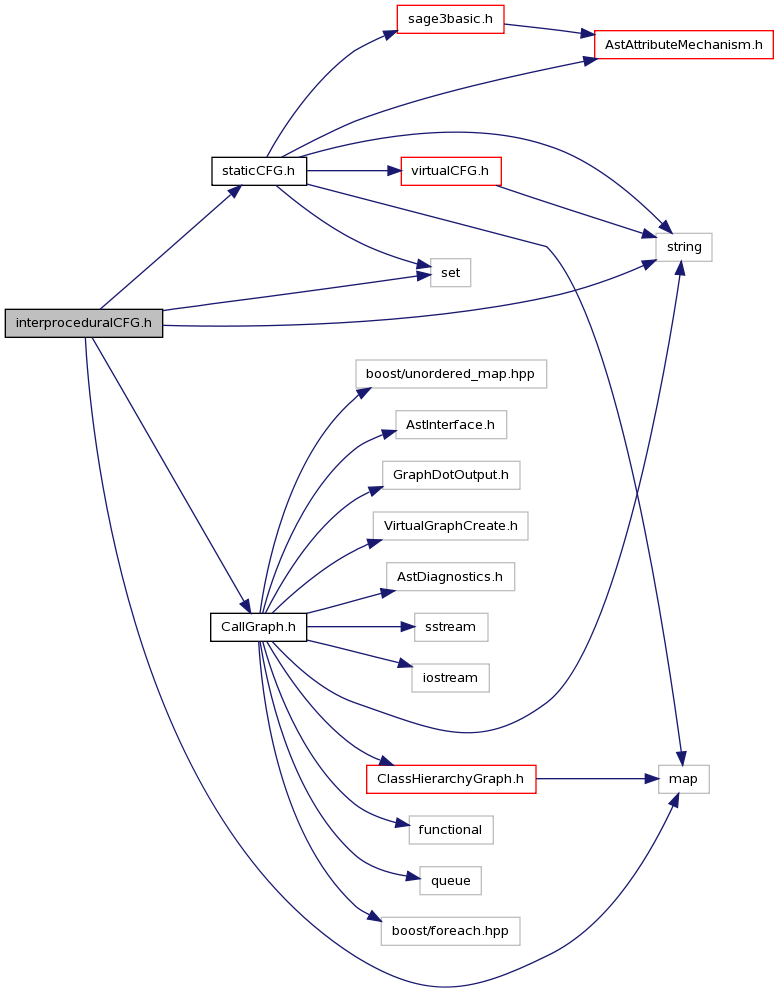 sage3basic.h
AstAttributeMechanism.h
staticCFG.h
virtualCFG.h
string
set
interproceduralCFG.h
boost/unordered_map.hpp
AstInterface.h
GraphDotOutput.h
VirtualGraphCreate.h
AstDiagnostics.h
CallGraph.h
sstream
iostream
ClassHierarchyGraph.h
map
functional
queue
boost/foreach.hpp